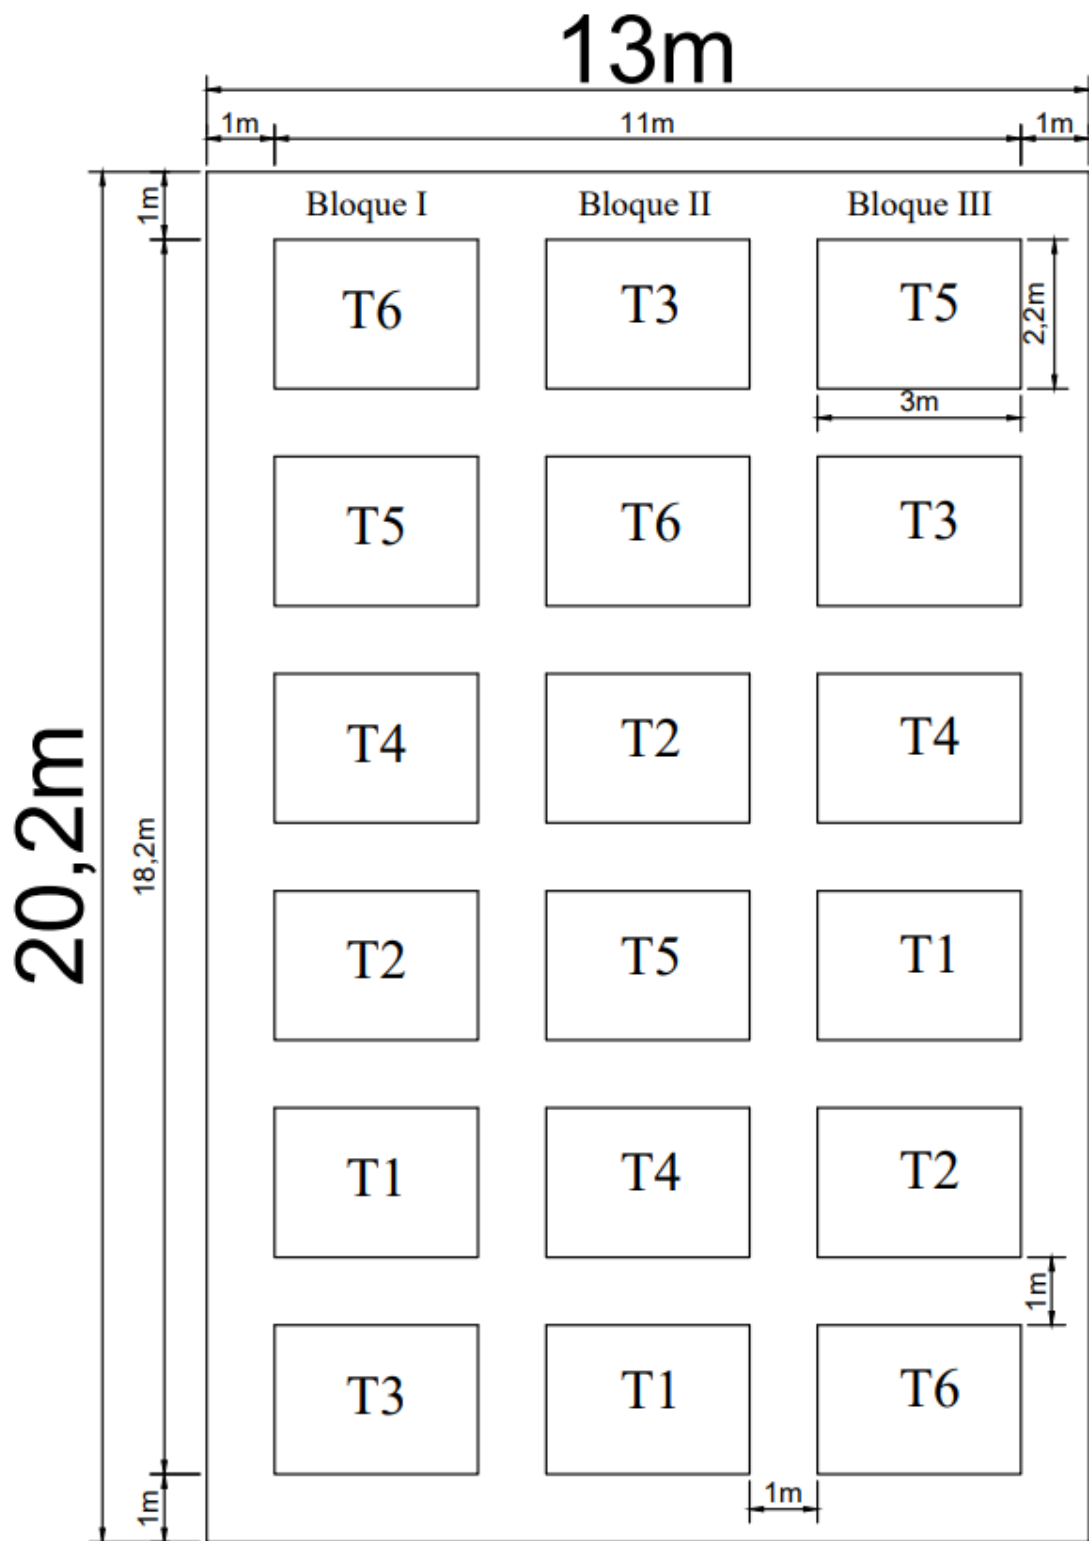 13m
1m 11m 1m
1m
Bloque I Bloque II Bloque III
T6 T3 T5
2,2m
3m
T5 T6 T3
T4 T2 T4
20,2m
18,2m
T2 T5 T1
T1 T4 T2
1m
T3 T1 T6
1m
1m